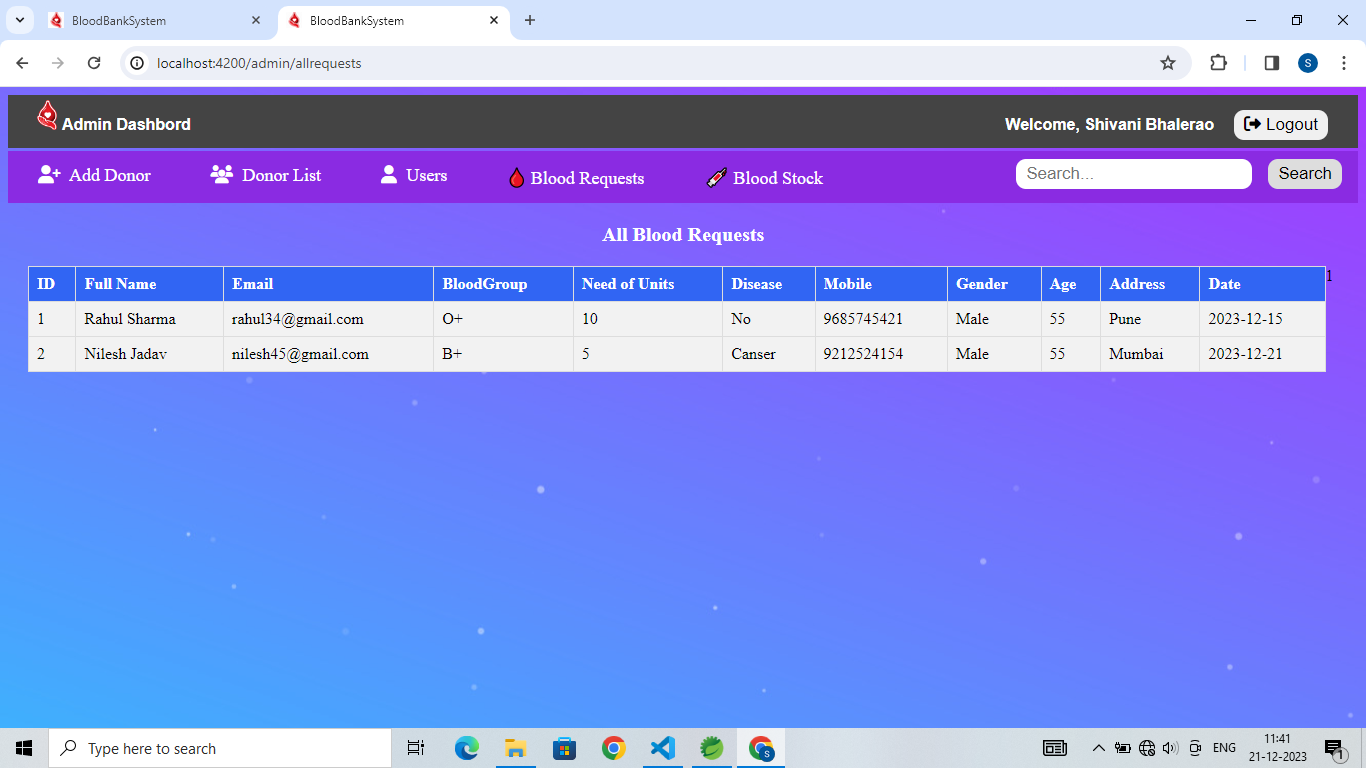 BloodBankSystem
BloodBankSystem
localhost:4200/admin/allrequests
S
Admin Dashbord
Welcome, Shivani Bhalerao
Logout
Add Donor Donor List Users Blood Requests Blood Stock
Search...
Search
All Blood Requests
ID Full Name Email BloodGroup Need of Units Disease Mobile Gender Age Address Date
1
1 Rahul Sharma rahul34@gmail.com O+ 10 No 9685745421 Male 55 Pune 2023-12-15
2 Nilesh Jadav nilesh45@gmail.com B+ 5 Canser 9212524154 Male 55 Mumbai 2023-12-21
Type here to search
S
ENG
11:41
21-12-2023
1